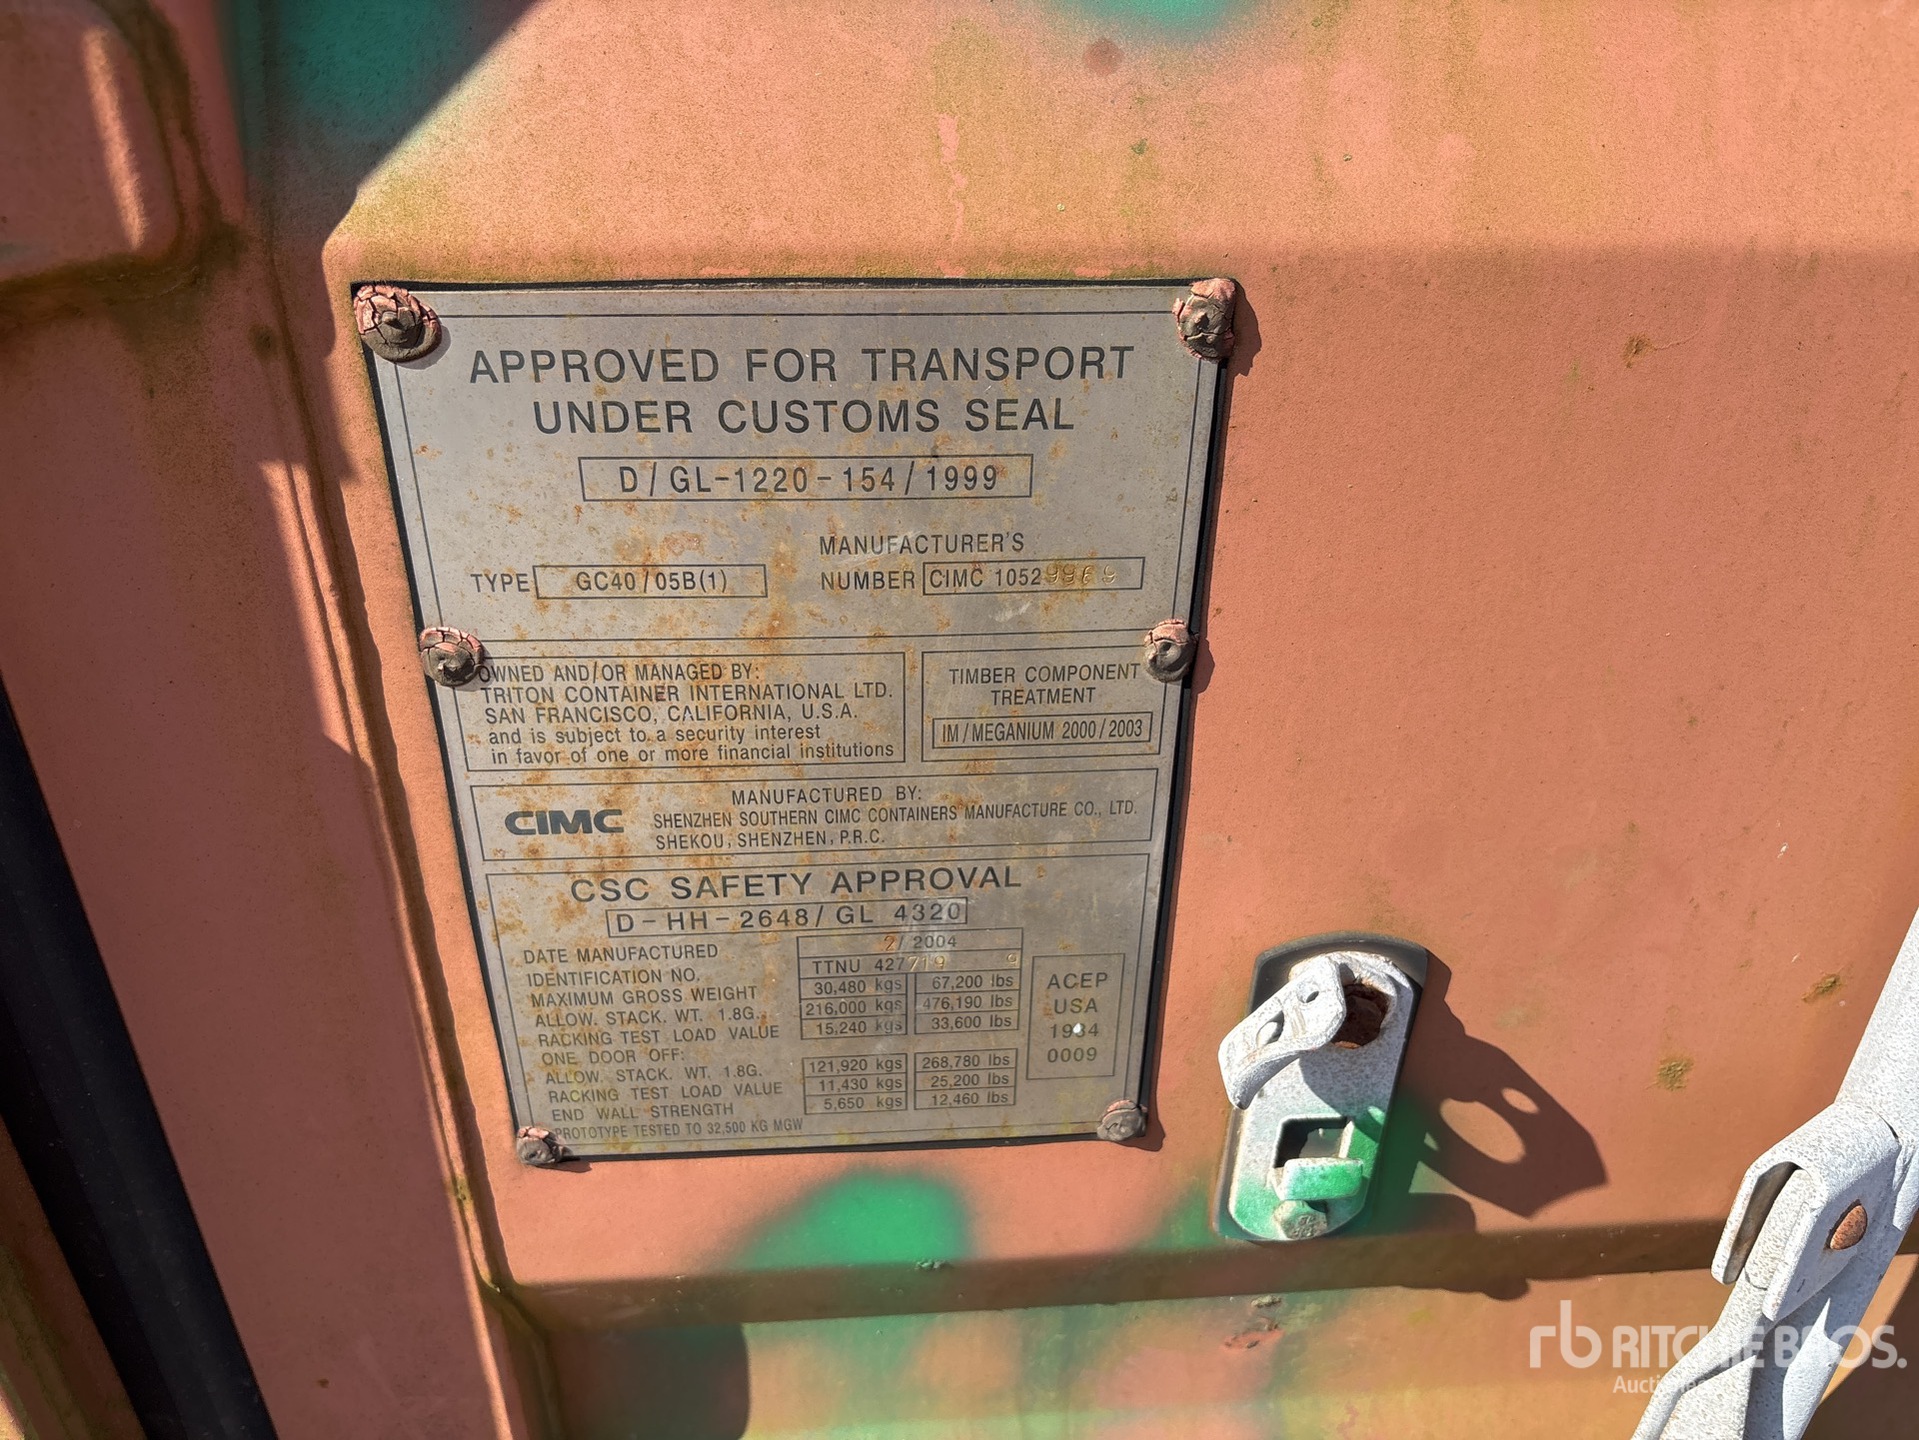 APPROVED FOR TRANSPORT
UNDER CUSTOMS SEAL
D/GL-1220-154/1999
MANUFACTURER'S
TYPE GC40/05B(1) NUMBER CIMC 10529969
OWNED AND/OR MANAGED BY:
TRITON CONTAINER INTERNATIONAL LTD.
SAN FRANCISCO, CALIFORNIA, U.S.A.
and is subject to a security interest
in favor of one or more financial institutions
TIMBER COMPONENT
TREATMENT
IM/MEGANIUM 2000/2003
CIMC
MANUFACTURED BY:
SHENZHEN SOUTHERN CIMC CONTAINERS MANUFACTURE CO., LTD.
SHEKOU, SHENZHEN, P.R.C.
CSC SAFETY APPROVAL
D-HH-2648/GL 4320
DATE MANUFACTURED 2/2004
IDENTIFICATION NO. TTNU 427719 9
MAXIMUM GROSS WEIGHT 30,480 kgs 67,200 lbs
ALLOW. STACK. WT. 1.8G. 216,000 kgs 476,190 lbs
RACKING TEST LOAD VALUE 15,240 kgs 33,600 lbs
ONE DOOR OFF:
ALLOW. STACK. WT. 1.8G. 121,920 kgs 268,780 lbs
RACKING TEST LOAD VALUE 11,430 kgs 25,200 lbs
END WALL STRENGTH 5,650 kgs 12,460 lbs
PROTOTYPE TESTED TO 32,500 KG MGW
ACEP
USA
1984
0009
rb RITCHIE BROS.